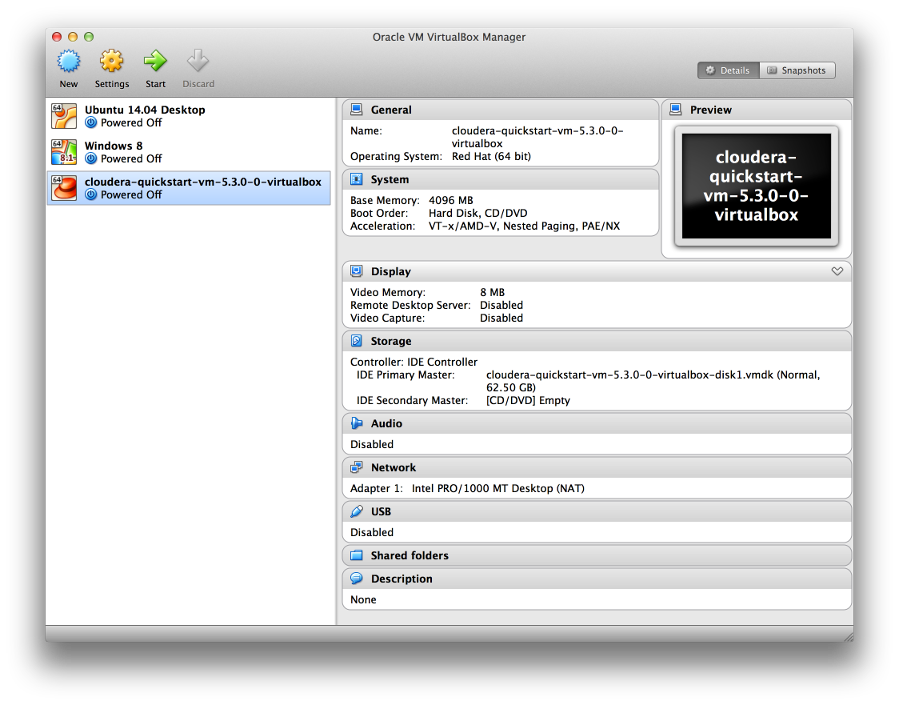 Oracle VM VirtualBox Manager
New Settings Start Discard
Details Snapshots
64
Ubuntu 14.04 Desktop
Powered Off
64
8.1
Windows 8
Powered Off
64
cloudera-quickstart-vm-5.3.0-0-virtualbox
Powered Off
General
Name: cloudera-quickstart-vm-5.3.0-0-
virtualbox
Operating System: Red Hat (64 bit)
System
Base Memory: 4096 MB
Boot Order: Hard Disk, CD/DVD
Acceleration: VT-x/AMD-V, Nested Paging, PAE/NX
Preview
cloudera-
quickstart-
vm-5.3.0-0-
virtualbox
Display
Video Memory: 8 MB
Remote Desktop Server: Disabled
Video Capture: Disabled
Storage
Controller: IDE Controller
IDE Primary Master: cloudera-quickstart-vm-5.3.0-0-virtualbox-disk1.vmdk (Normal,
62.50 GB)
IDE Secondary Master: [CD/DVD] Empty
Audio
Disabled
Network
Adapter 1: Intel PRO/1000 MT Desktop (NAT)
USB
Disabled
Shared folders
Description
None